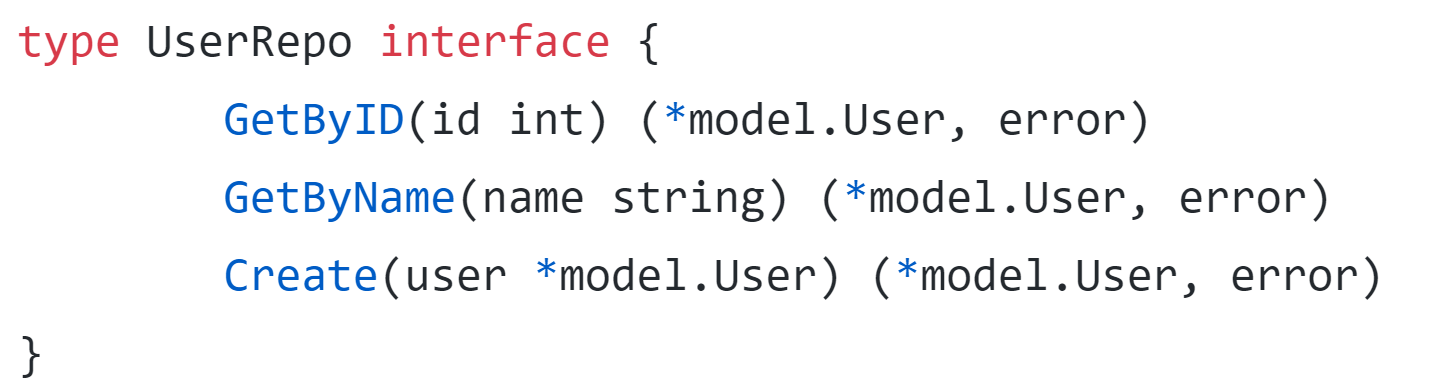 type UserRepo interface {
        GetByID(id int) (*model.User, error)
        GetByName(name string) (*model.User, error)
        Create(user *model.User) (*model.User, error)
}